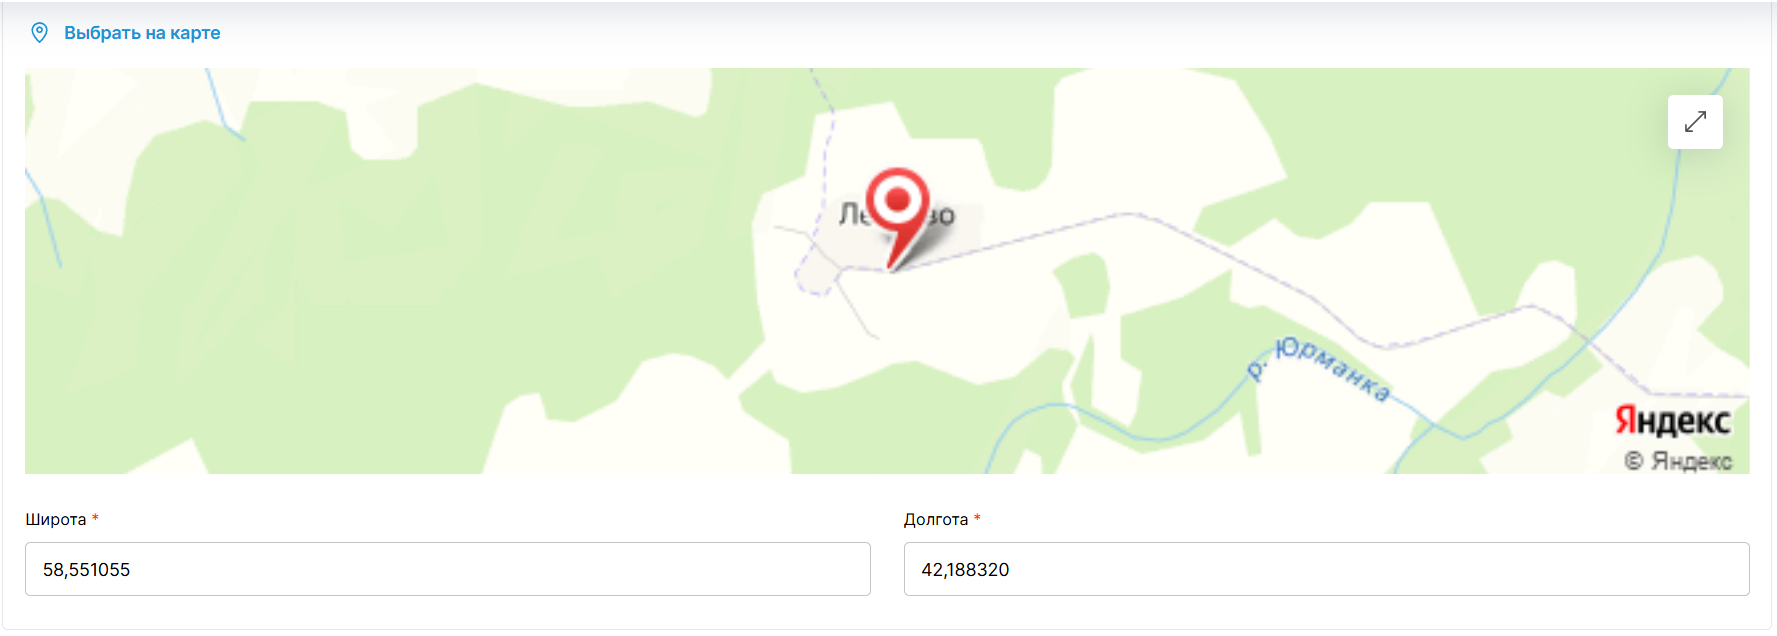 Выбрать на карте
р. Юрманка
Яндекс
© Яндекс
Широта *
Долгота *
58,551055
42,188320